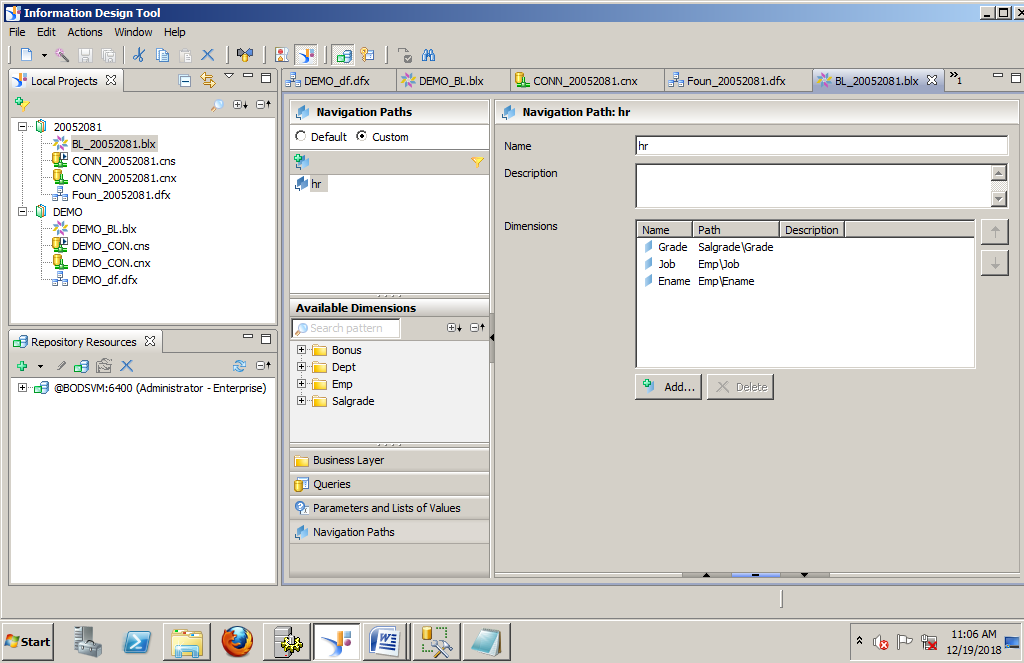 Information Design Tool
File Edit Actions Window Help
Local Projects
20052081
BL_20052081.blx
CONN_20052081.cns
CONN_20052081.cnx
Foun_20052081.dfx
DEMO
DEMO_BL.blx
DEMO_CON.cns
DEMO_CON.cnx
DEMO_df.dfx
Repository Resources
@BODSVM:6400 (Administrator - Enterprise)
DEMO_df.dfx DEMO_BL.blx CONN_20052081.cnx Foun_20052081.dfx BL_20052081.blx »1
Navigation Paths
Default Custom
hr
Available Dimensions
Search pattern
Bonus
Dept
Emp
Salgrade
Business Layer
Queries
Parameters and Lists of Values
Navigation Paths
Navigation Path: hr
Name
hr
Description
Dimensions
Name Path Description
Grade Salgrade\Grade
Job Emp\Job
Ename Emp\Ename
Add... Delete
Start
11:06 AM
12/19/2018